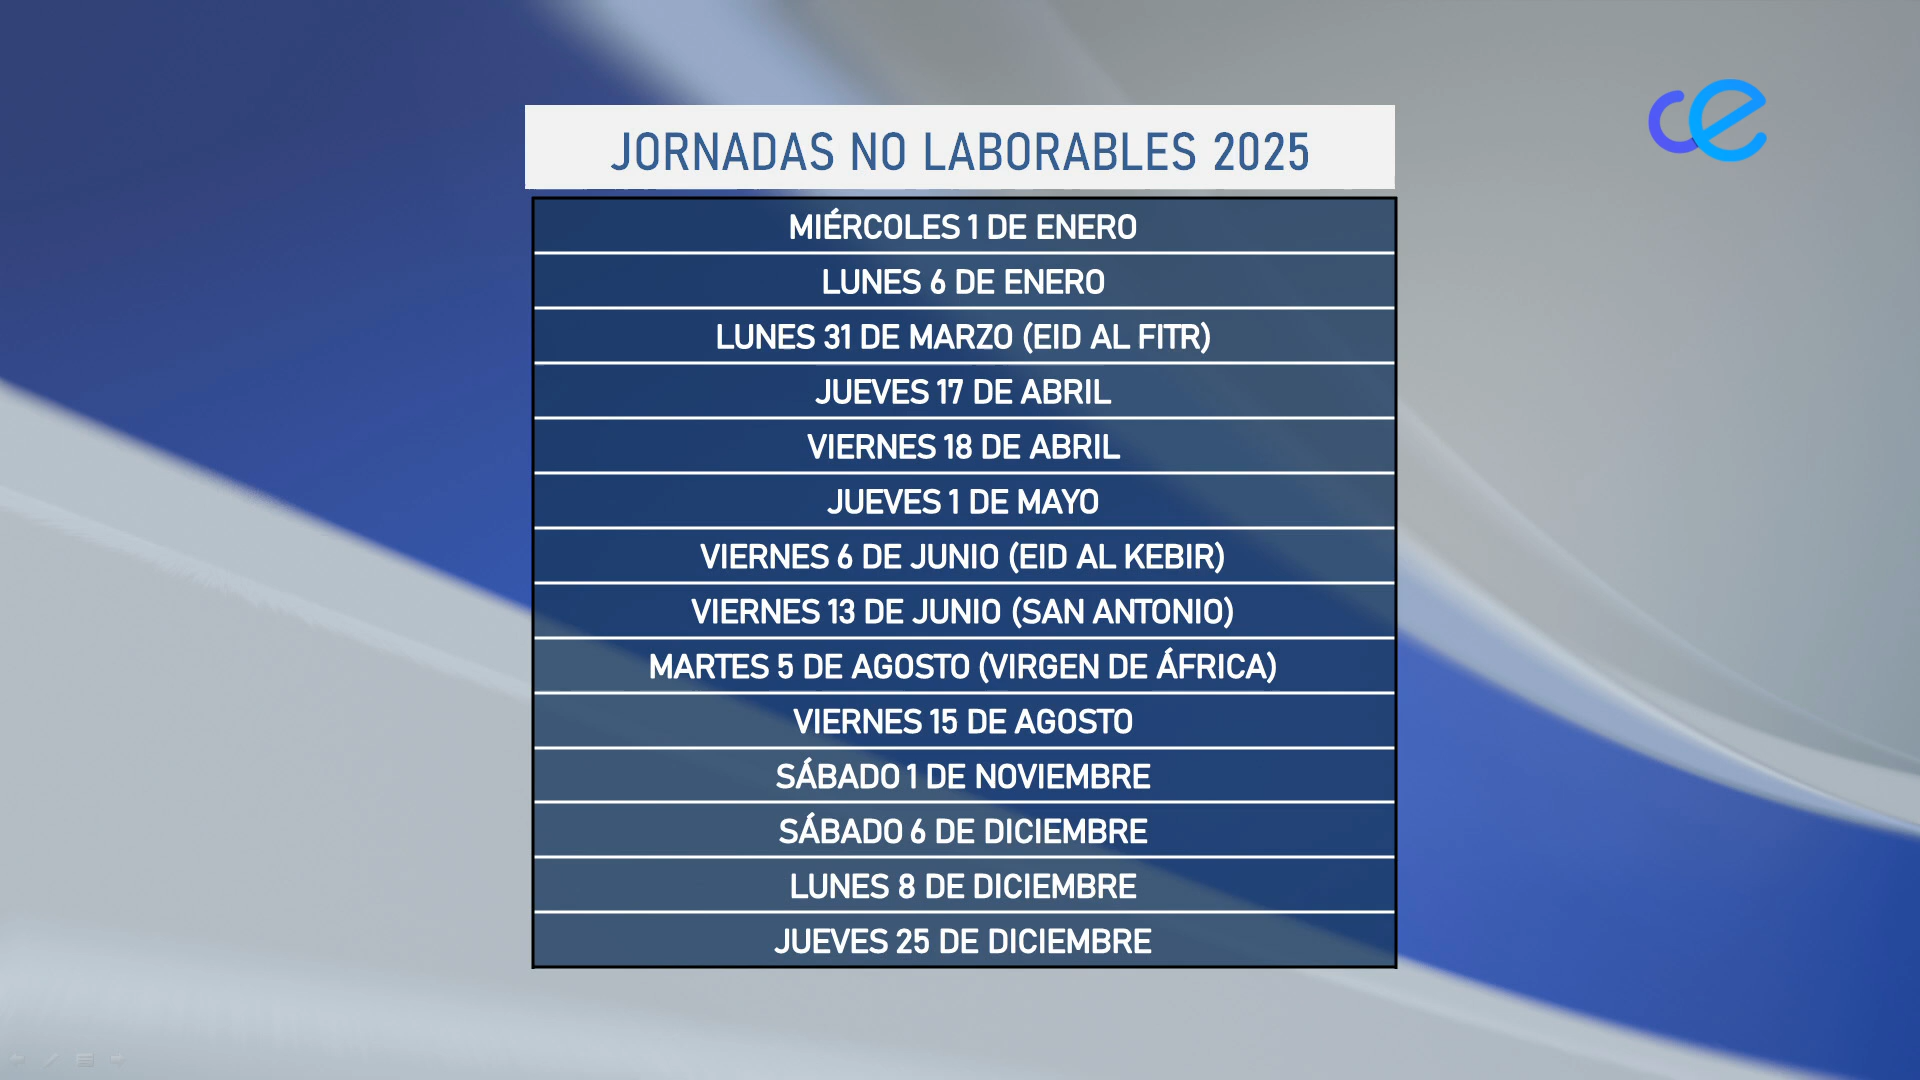 ce
JORNADAS NO LABORABLES 2025
MIÉRCOLES 1 DE ENERO
LUNES 6 DE ENERO
LUNES 31 DE MARZO (EID AL FITR)
JUEVES 17 DE ABRIL
VIERNES 18 DE ABRIL
JUEVES 1 DE MAYO
VIERNES 6 DE JUNIO (EID AL KEBIR)
VIERNES 13 DE JUNIO (SAN ANTONIO)
MARTES 5 DE AGOSTO (VIRGEN DE ÁFRICA)
VIERNES 15 DE AGOSTO
SÁBADO 1 DE NOVIEMBRE
SÁBADO 6 DE DICIEMBRE
LUNES 8 DE DICIEMBRE
JUEVES 25 DE DICIEMBRE